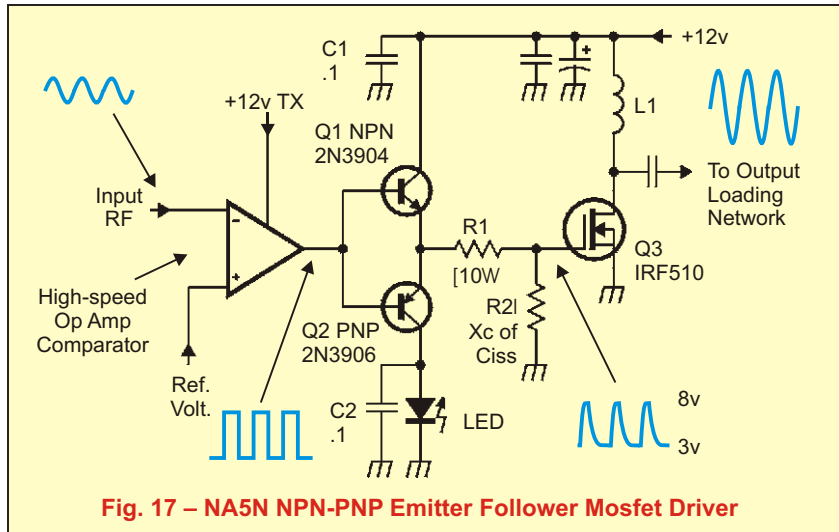 C1
.1
+12v
+12v TX
L1
Q1 NPN
2N3904
Input
RF
To Output
Loading
Network
–
+
R1
[10W
Q3
IRF510
High-speed
Op Amp
Comparator
Q2 PNP
2N3906
R2l
Xc of
Ciss
Ref.
Volt.
C2
.1
LED
8v
3v
+
Fig. 17 – NA5N NPN-PNP Emitter Follower Mosfet Driver